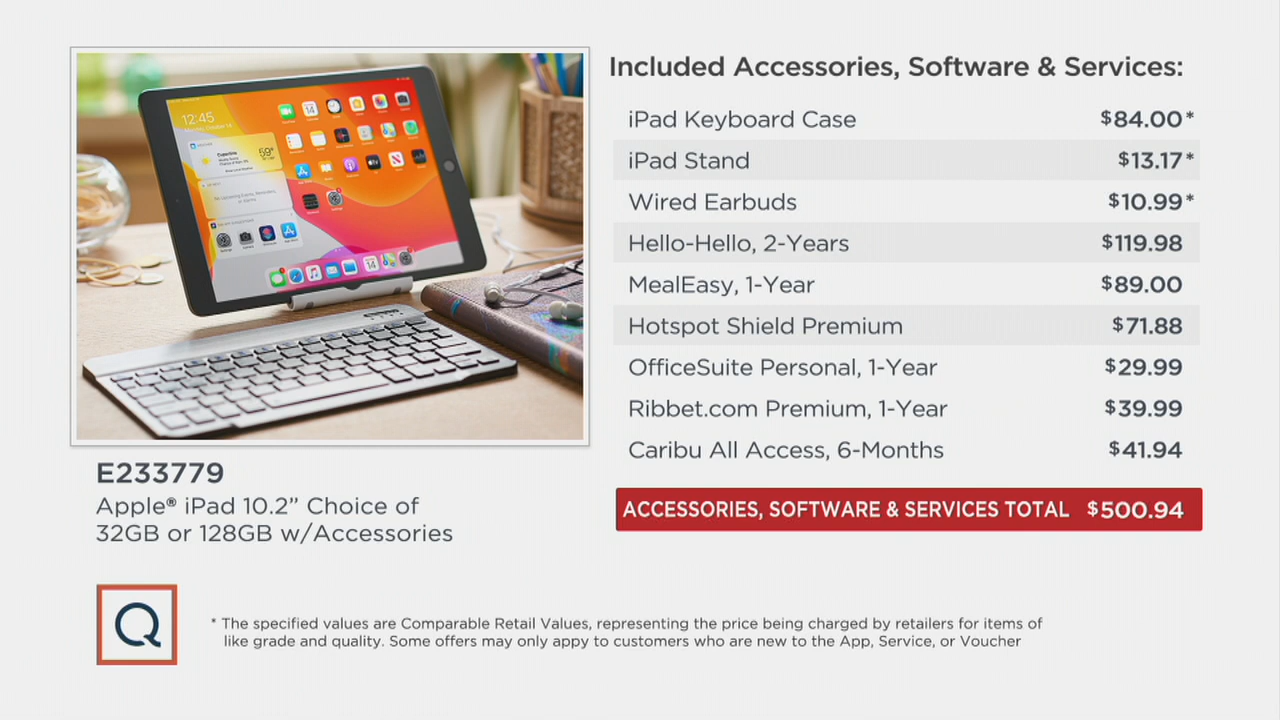 Included Accessories, Software & Services:
iPad Keyboard Case $84.00*
iPad Stand $13.17*
Wired Earbuds $10.99*
Hello-Hello, 2-Years $119.98
MealEasy, 1-Year $89.00
Hotspot Shield Premium $71.88
OfficeSuite Personal, 1-Year $29.99
Ribbet.com Premium, 1-Year $39.99
Caribu All Access, 6-Months $41.94
ACCESSORIES, SOFTWARE & SERVICES TOTAL $500.94
12:45
59°
14
14
E233779
Apple® iPad 10.2” Choice of
32GB or 128GB w/Accessories
Q
* The specified values are Comparable Retail Values, representing the price being charged by retailers for items of
like grade and quality. Some offers may only appy to customers who are new to the App, Service, or Voucher